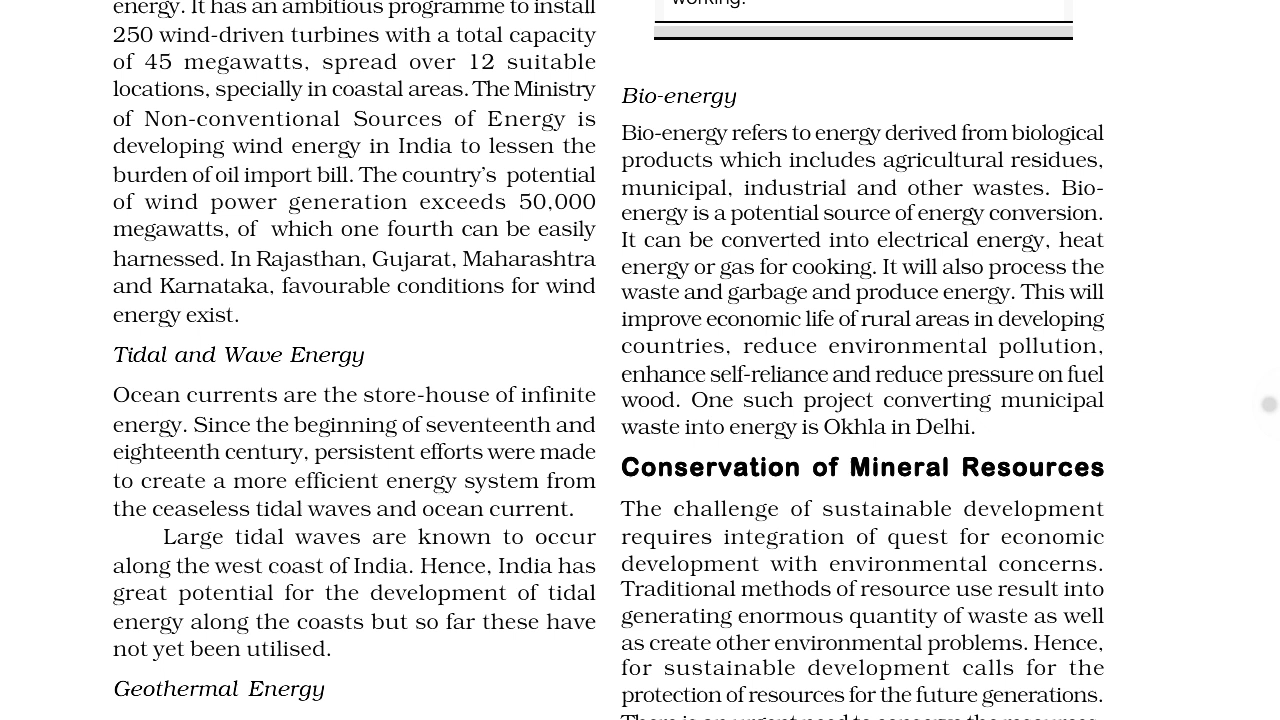 energy. It has an ambitious programme to install
250 wind-driven turbines with a total capacity
of 45 megawatts, spread over 12 suitable
locations, specially in coastal areas. The Ministry
of Non-conventional Sources of Energy is
developing wind energy in India to lessen the
burden of oil import bill. The country’s potential
of wind power generation exceeds 50,000
megawatts, of which one fourth can be easily
harnessed. In Rajasthan, Gujarat, Maharashtra
and Karnataka, favourable conditions for wind
energy exist.
Tidal and Wave Energy
Ocean currents are the store-house of infinite
energy. Since the beginning of seventeenth and
eighteenth century, persistent efforts were made
to create a more efficient energy system from
the ceaseless tidal waves and ocean current.
Large tidal waves are known to occur
along the west coast of India. Hence, India has
great potential for the development of tidal
energy along the coasts but so far these have
not yet been utilised.
Geothermal Energy
working.
Bio-energy
Bio-energy refers to energy derived from biological
products which includes agricultural residues,
municipal, industrial and other wastes. Bio-
energy is a potential source of energy conversion.
It can be converted into electrical energy, heat
energy or gas for cooking. It will also process the
waste and garbage and produce energy. This will
improve economic life of rural areas in developing
countries, reduce environmental pollution,
enhance self-reliance and reduce pressure on fuel
wood. One such project converting municipal
waste into energy is Okhla in Delhi.
Conservation of Mineral Resources
The challenge of sustainable development
requires integration of quest for economic
development with environmental concerns.
Traditional methods of resource use result into
generating enormous quantity of waste as well
as create other environmental problems. Hence,
for sustainable development calls for the
protection of resources for the future generations.
There is an urgent need to conserve the resources.